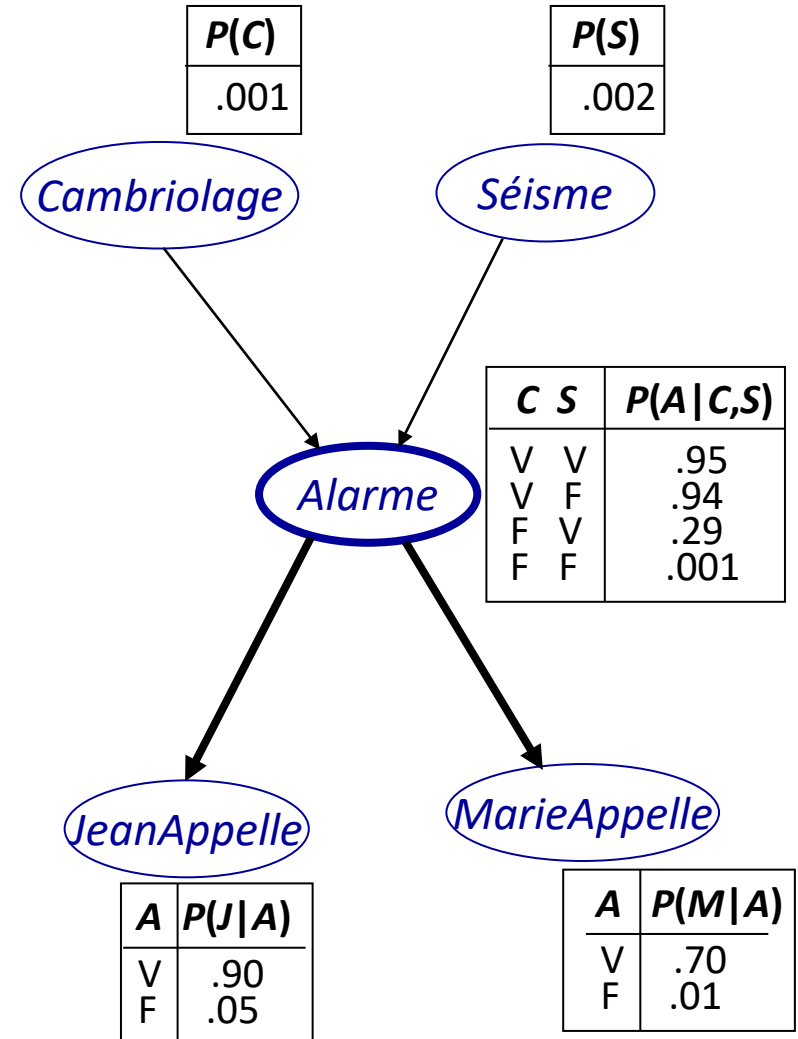 P(C)
.001
P(S)
.002
Cambriolage
Séisme
C S P(A|C,S)
V V .95
V F .94
F V .29
F F .001
Alarme
JeanAppelle
MarieAppelle
A P(J|A)
V .90
F .05
A P(M|A)
V .70
F .01